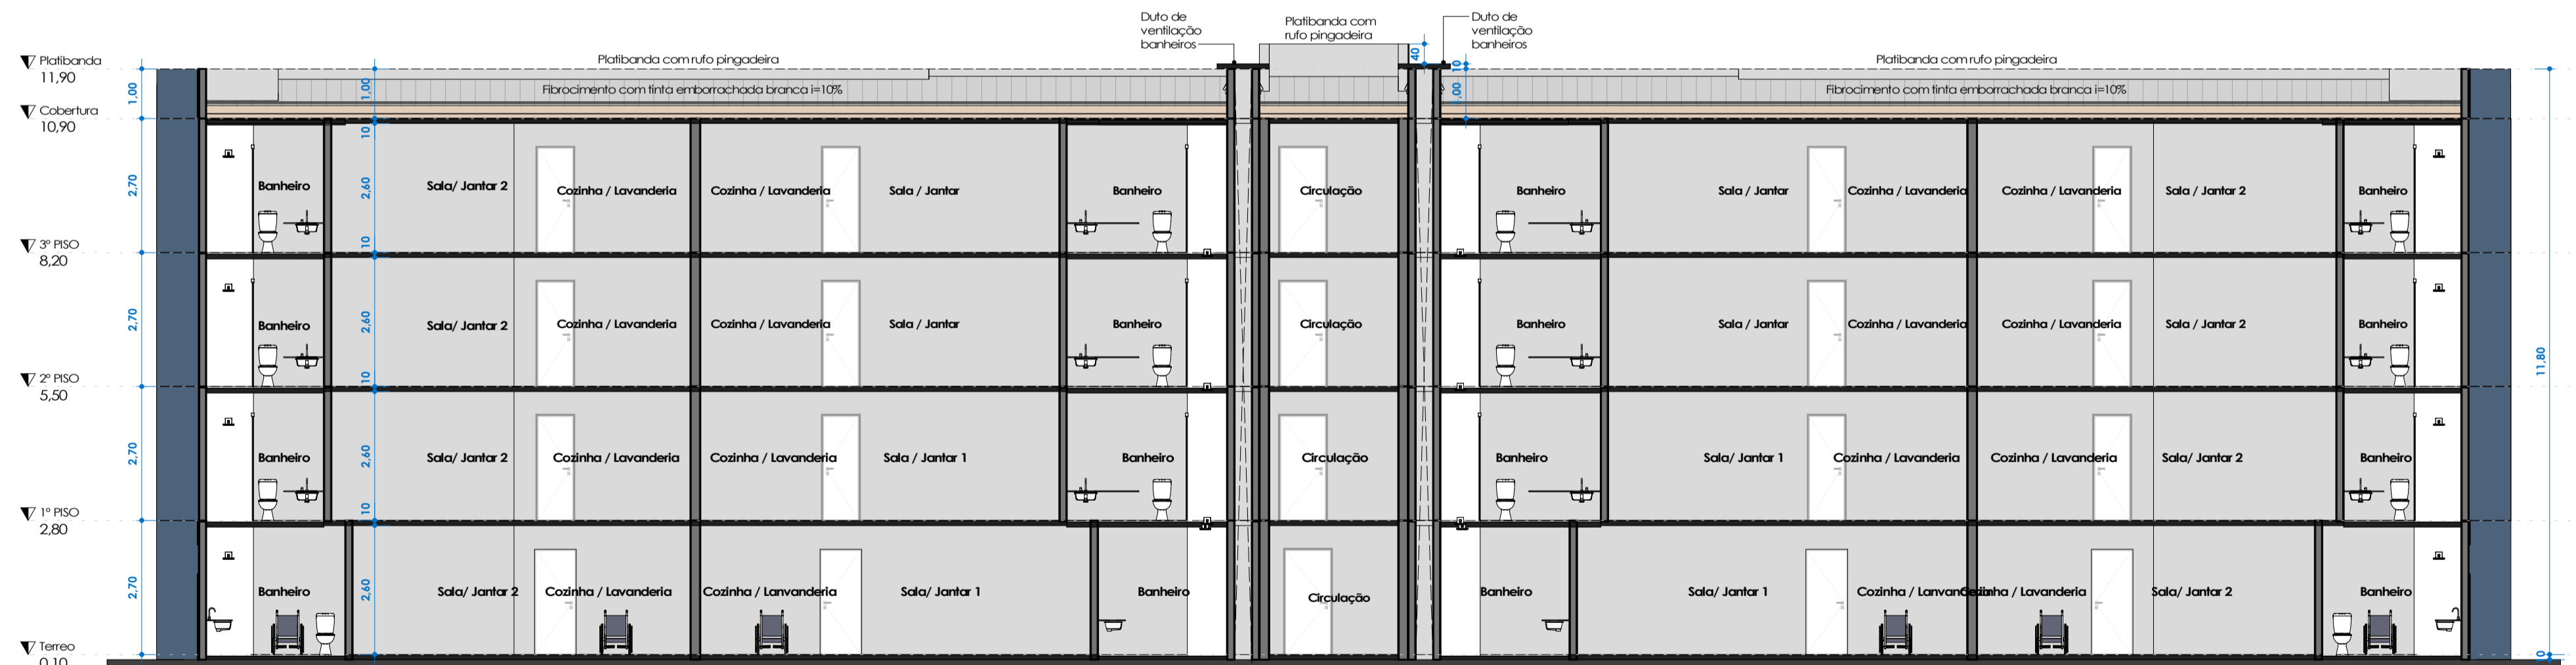 Duto de
ventilação
banheiros
Platibanda com
rufo pingadeira
Duto de
ventilação
banheiros
Platibanda
11,90
Platibanda com rufo pingadeira
40
10
Platibanda com rufo pingadeira
1,00
1,00
Fibrocimento com tinta emborrachada branca i=10%
1,00
Fibrocimento com tinta emborrachada branca i=10%
Cobertura
10,90
10
2,70
Banheiro
2,60
Sala/ Jantar 2
Cozinha / Lavanderia
Cozinha / Lavanderia
Sala / Jantar
Banheiro
Circulação
Banheiro
Sala / Jantar
Cozinha / Lavanderia
Cozinha / Lavanderia
Sala / Jantar 2
Banheiro
3º PISO
8,20
10
2,70
Banheiro
2,60
Sala/ Jantar 2
Cozinha / Lavanderia
Cozinha / Lavanderia
Sala / Jantar
Banheiro
Circulação
Banheiro
Sala / Jantar
Cozinha / Lavanderia
Cozinha / Lavanderia
Sala / Jantar 2
Banheiro
11,80
2º PISO
5,50
10
2,70
Banheiro
2,60
Sala/ Jantar 2
Cozinha / Lavanderia
Cozinha / Lavanderia
Sala / Jantar 1
Banheiro
Circulação
Banheiro
Sala / Jantar 1
Cozinha / Lavanderia
Cozinha / Lavanderia
Sala / Jantar 2
Banheiro
1º PISO
2,80
10
2,70
Banheiro
2,60
Sala/ Jantar 2
Cozinha / Lavanderia
Cozinha / Lanvanderia
Sala/ Jantar 1
Banheiro
Circulação
Banheiro
Sala/ Jantar 1
Cozinha / Lavanderia
Sala/ Jantar 2
Banheiro
Terreo
0,10
10